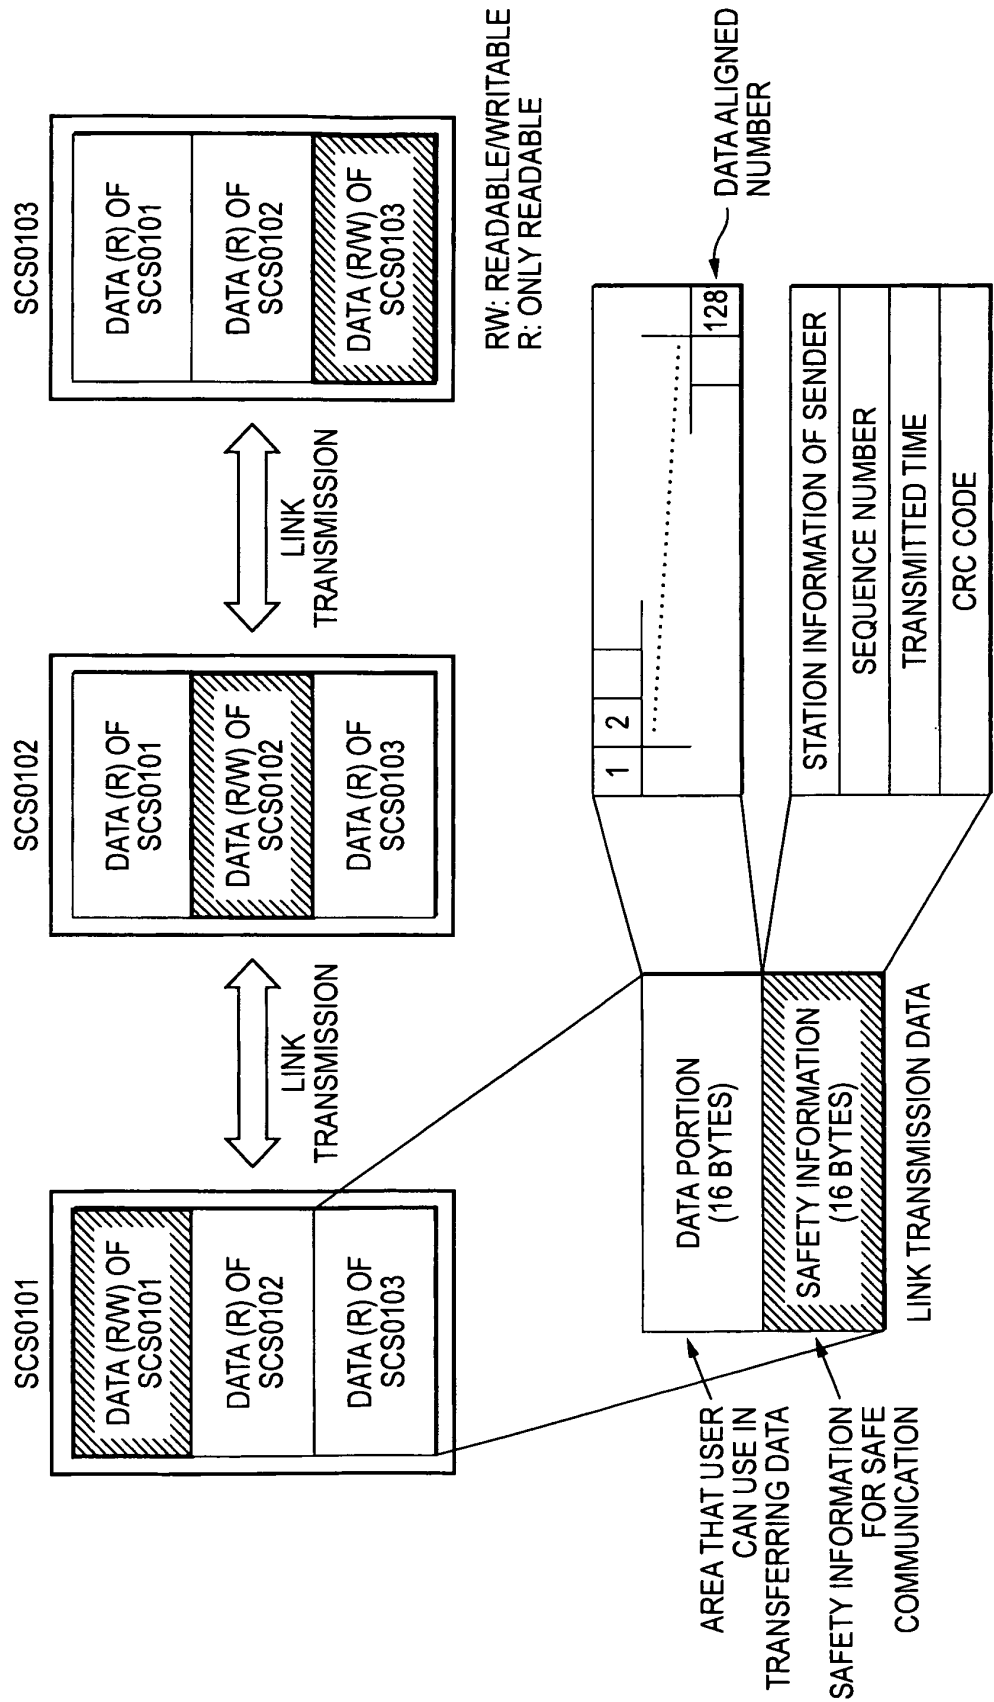 SCS0101
DATA (R/W) OF
SCS0101
DATA (R) OF
SCS0102
DATA (R) OF
SCS0103
LINK
TRANSMISSION
SCS0102
DATA (R) OF
SCS0101
DATA (R/W) OF
SCS0102
DATA (R) OF
SCS0103
LINK
TRANSMISSION
SCS0103
DATA (R) OF
SCS0101
DATA (R) OF
SCS0102
DATA (R/W) OF
SCS0103
RW: READABLE/WRITABLE
R: ONLY READABLE
AREA THAT USER
CAN USE IN
TRANSFERRING DATA
SAFETY INFORMATION
FOR SAFE
COMMUNICATION
DATA PORTION
(16 BYTES)
SAFETY INFORMATION
(16 BYTES)
LINK TRANSMISSION DATA
1 2
128
DATA ALIGNED
NUMBER
STATION INFORMATION OF SENDER
SEQUENCE NUMBER
TRANSMITTED TIME
CRC CODE